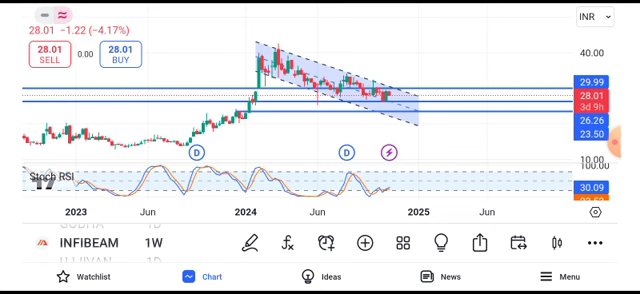 INR
28.01 −1.22 (−4.17%)
28.01
SELL
0.00
28.01
BUY
40.00
29.99
28.01
3d 9h
26.26
23.50
D
D
10.00
100.00
Stoch RSI
30.09
2023
Jun
2024
Jun
2025
Jun
INFIBEAM
1W
Watchlist
Chart
Ideas
News
Menu